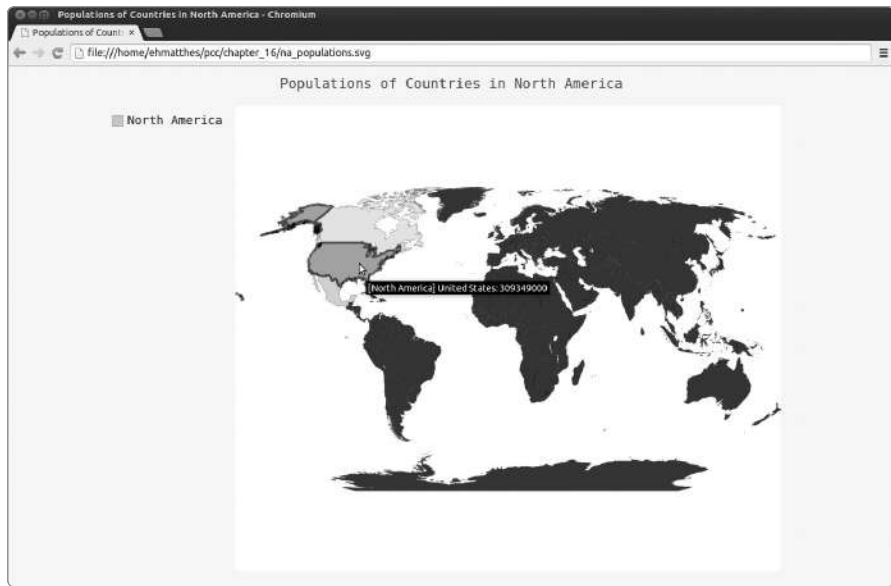 Populations of Countries in North America - Chromium
Populations of Count
file:///home/ehmatthes/pcc/chapter_16/na_populations.svg
Populations of Countries in North America
North America
[North America] United States: 309349000